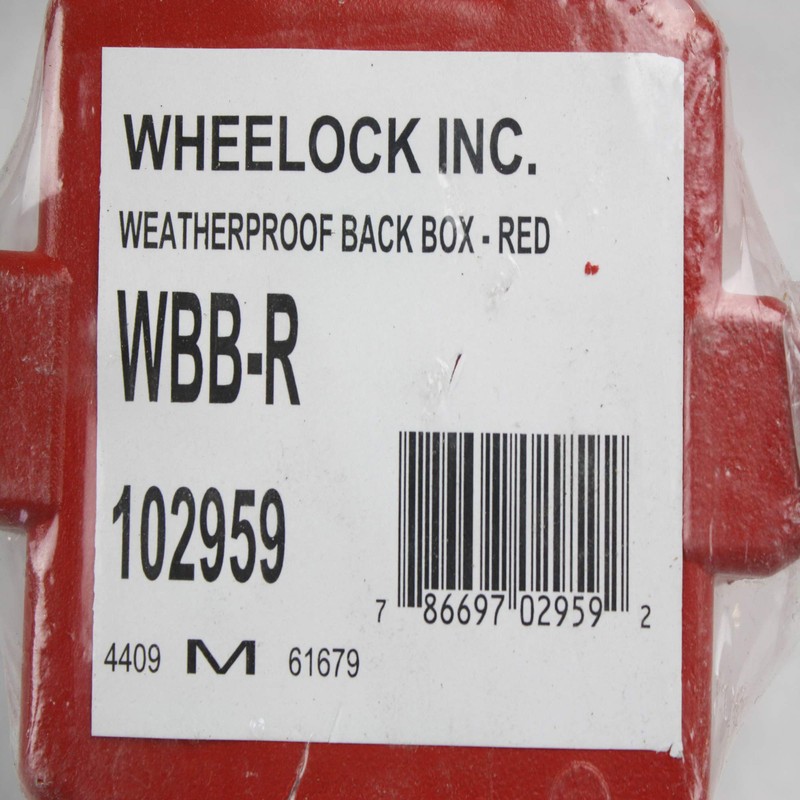 WHEELOCK INC.
WEATHERPROOF BACK BOX - RED
WBB-R
102959
7 86697 02959 2
4409 M 61679